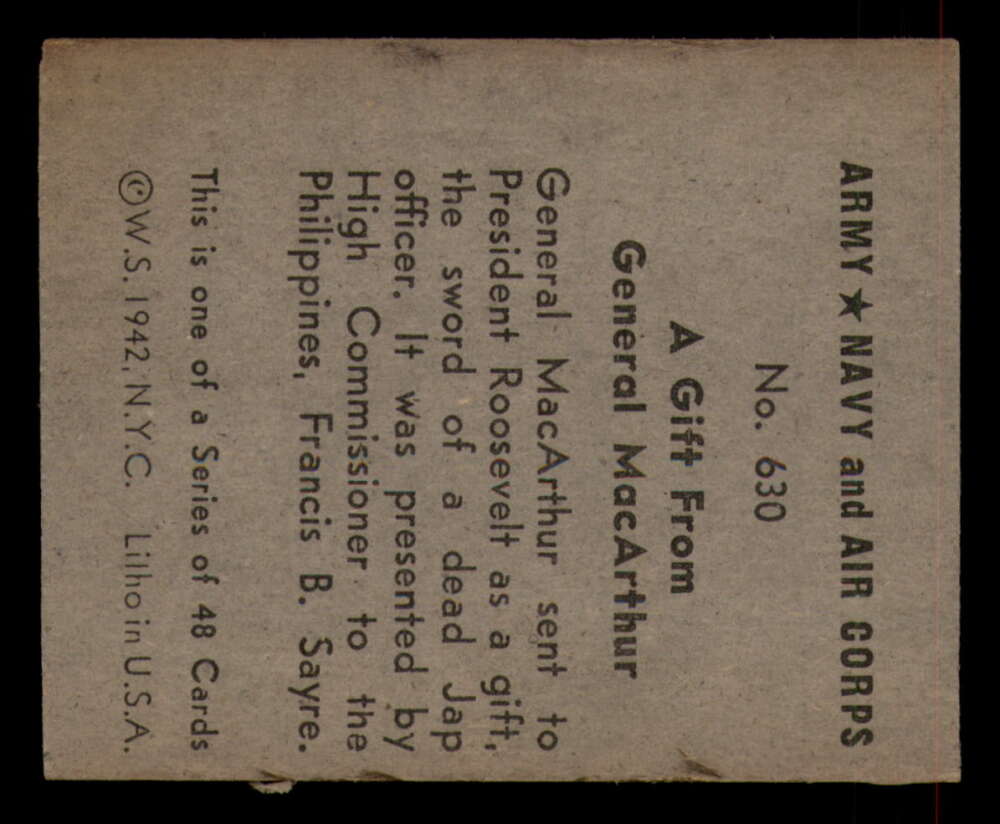 ARMY ★ NAVY and AIR CORPS
No. 630
A Gift From
General MacArthur
General MacArthur sent to
President Roosevelt as a gift,
the sword of a dead Jap
officer. It was presented by
High Commissioner to the
Philippines, Francis B. Sayre.
This is one of a Series of 48 Cards
©W.S. 1942, N.Y.C. Litho in U.S.A.